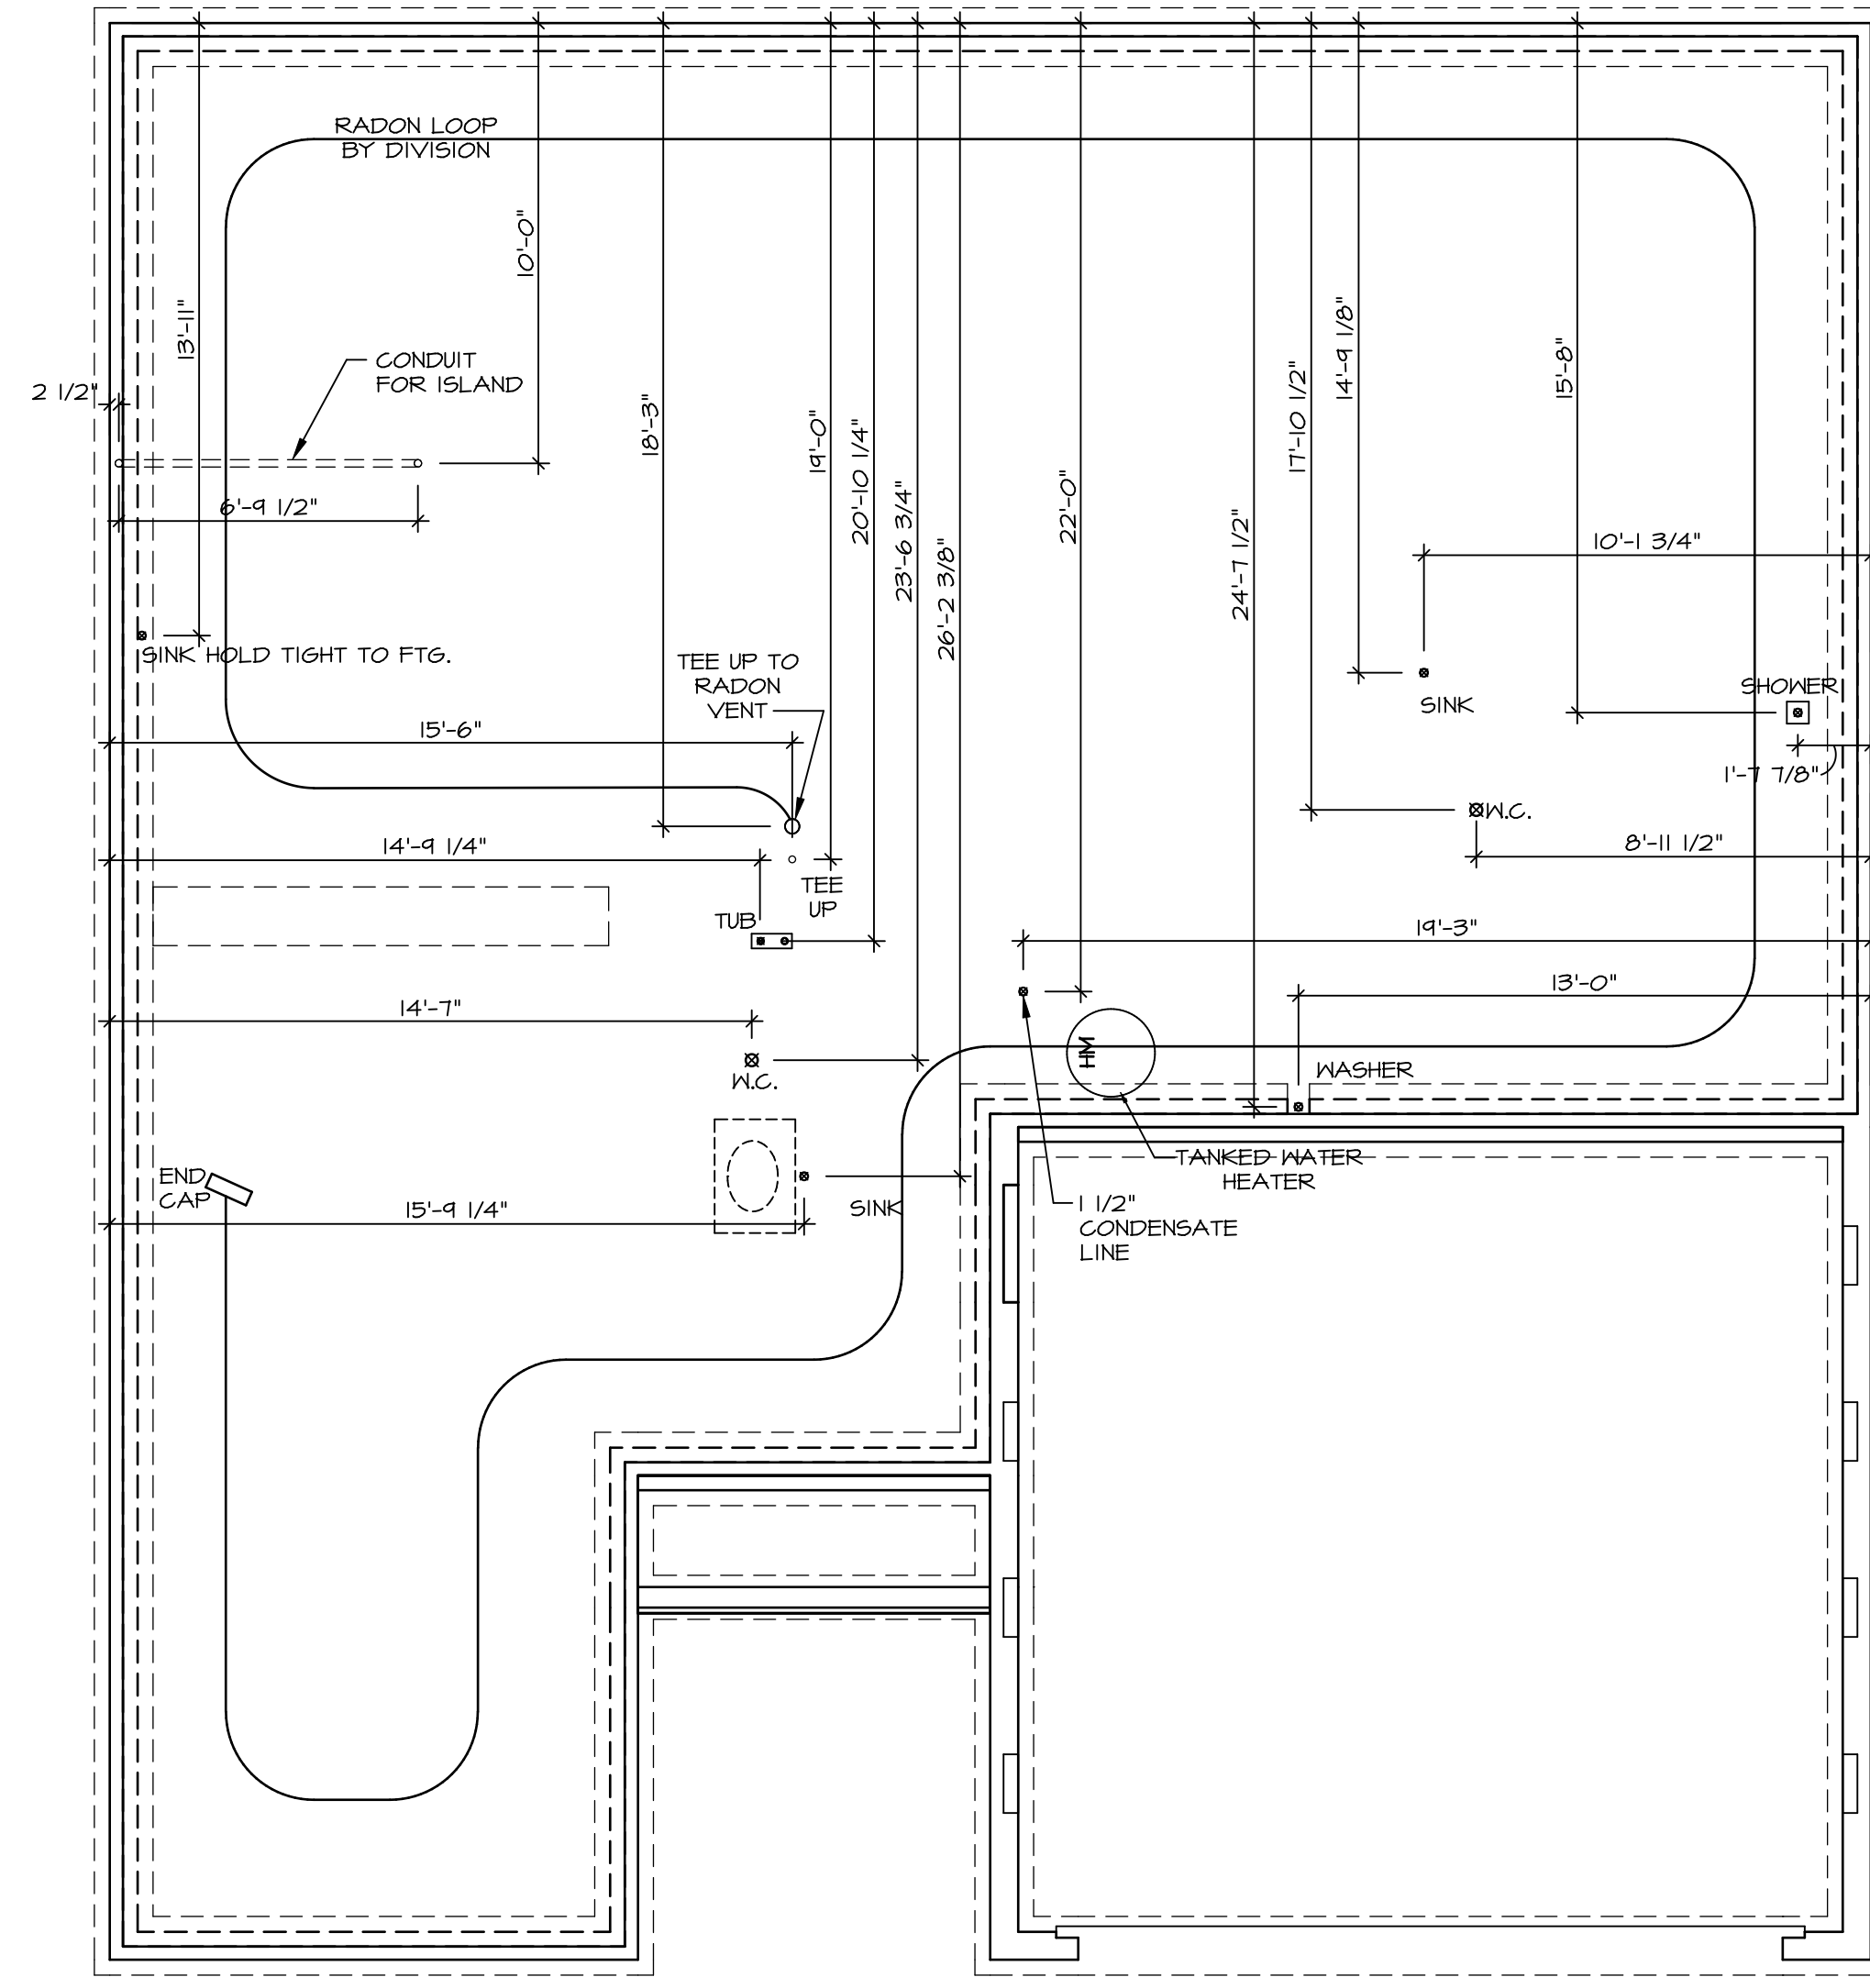 RADON LOOP
BY DIVISION
10'-0"
13'-11"
CONDUIT
FOR ISLAND
2 1/2"
6'-9 1/2"
18'-3"
19'-0"
20'-10 1/4"
23'-6 3/4"
26'-2 3/8"
22'-0"
24'-7 1/2"
17'-10 1/2"
14'-9 1/8"
15'-8"
10'-1 3/4"
SINK HOLD TIGHT TO FTG.
TEE UP TO
RADON
VENT
SINK
SHOWER
15'-6"
1'-7 7/8"
W.C.
14'-9 1/4"
8'-11 1/2"
TEE
UP
TUB
19'-3"
13'-0"
14'-7"
W.C.
HM
WASHER
TANKED WATER
HEATER
END
CAP
15'-9 1/4"
SINK
1 1/2"
CONDENSATE
LINE